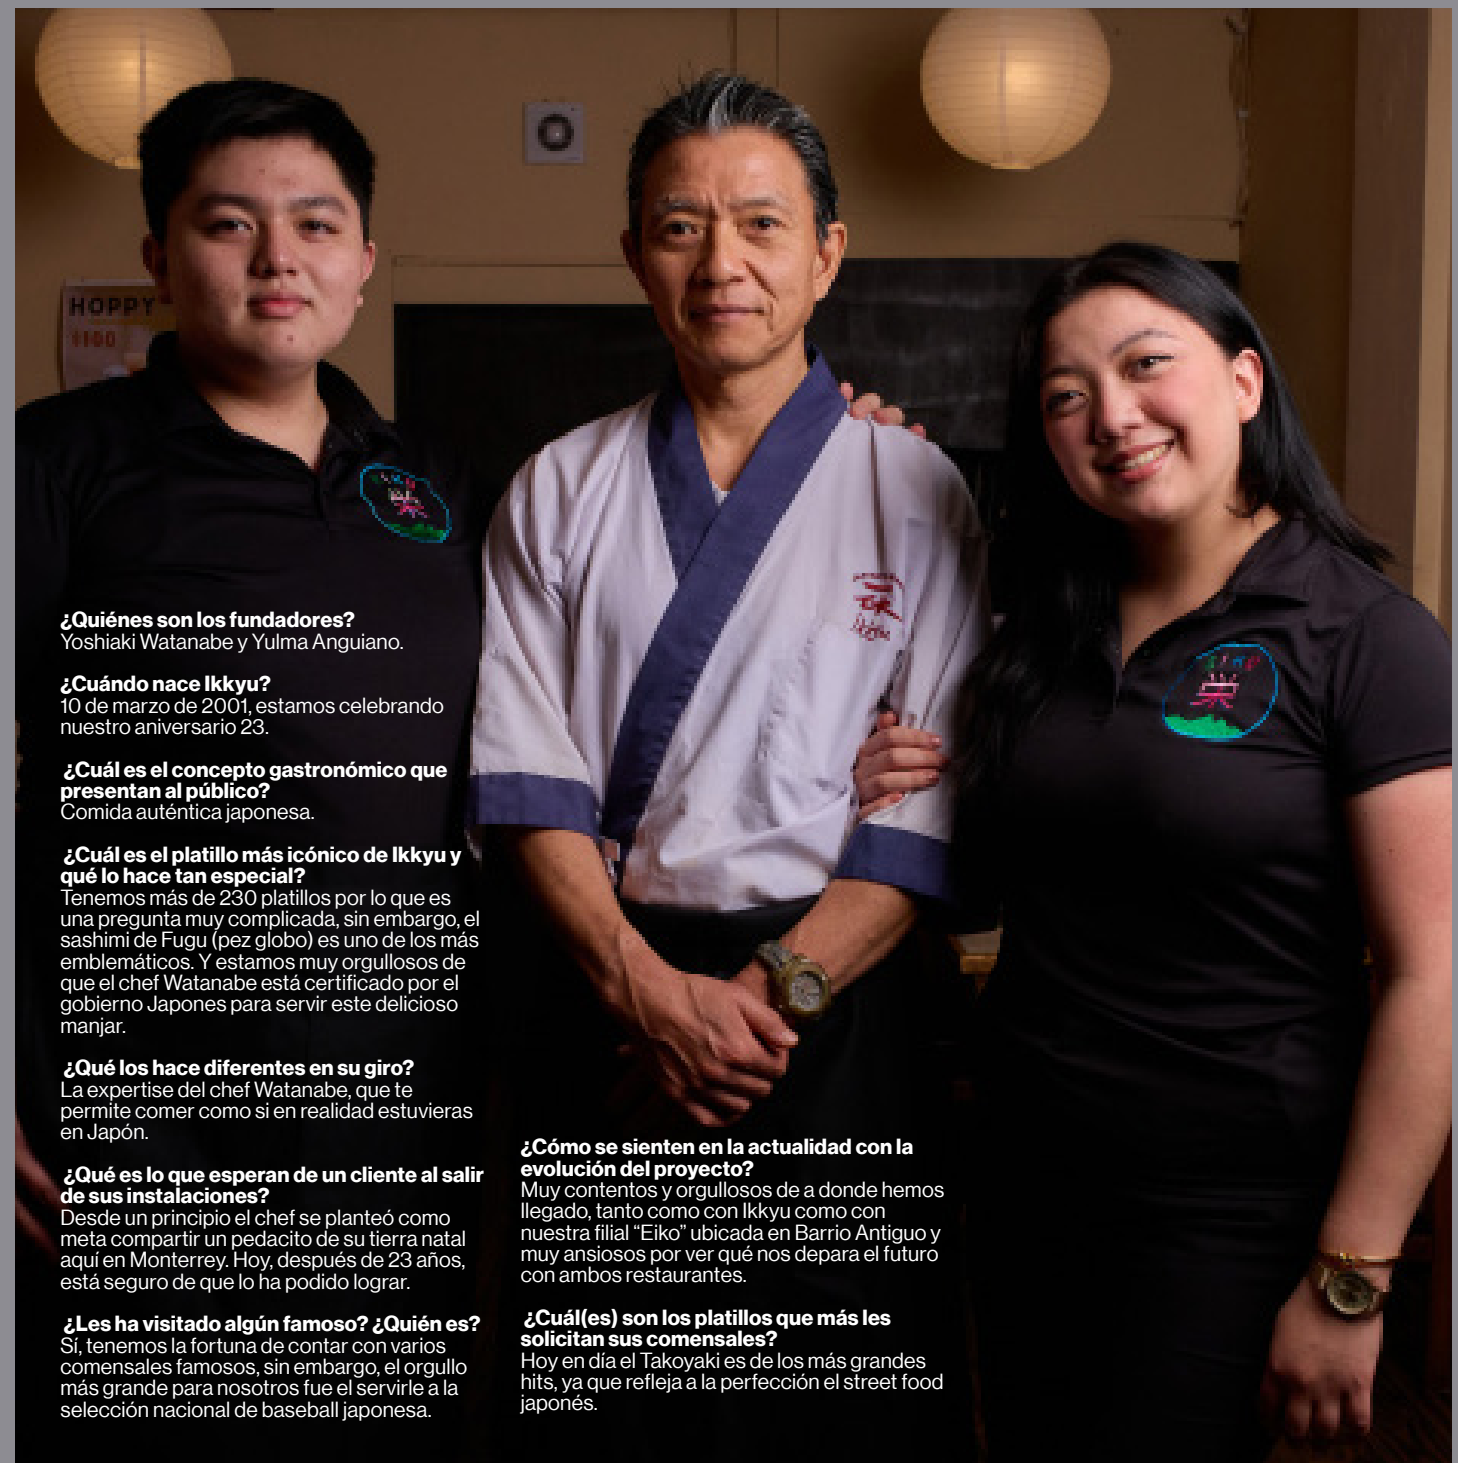 HOPPY
$100
¿Quiénes son los fundadores?
Yoshiaki Watanabe y Yulma Anguiano.
¿Cuándo nace Ikkyu?
10 de marzo de 2001, estamos celebrando
nuestro aniversario 23.
¿Cuál es el concepto gastronómico que
presentan al público?
Comida auténtica japonesa.
¿Cuál es el platillo más icónico de Ikkyu y
qué lo hace tan especial?
Tenemos más de 230 platillos por lo que es
una pregunta muy complicada, sin embargo, el
sashimi de Fugu (pez globo) es uno de los más
emblemáticos. Y estamos muy orgullosos de
que el chef Watanabe está certificado por el
gobierno Japones para servir este delicioso
manjar.
¿Qué los hace diferentes en su giro?
La expertise del chef Watanabe, que te
permite comer como si en realidad estuvieras
en Japón.
¿Qué es lo que esperan de un cliente al salir
de sus instalaciones?
Desde un principio el chef se planteó como
meta compartir un pedacito de su tierra natal
aquí en Monterrey. Hoy, después de 23 años,
está seguro de que lo ha podido lograr.
¿Les ha visitado algún famoso? ¿Quién es?
Sí, tenemos la fortuna de contar con varios
comensales famosos, sin embargo, el orgullo
más grande para nosotros fue el servirle a la
selección nacional de baseball japonesa.
¿Cómo se sienten en la actualidad con la
evolución del proyecto?
Muy contentos y orgullosos de a donde hemos
llegado, tanto como con Ikkyu como con
nuestra filial “Eiko” ubicada en Barrio Antiguo y
muy ansiosos por ver qué nos depara el futuro
con ambos restaurantes.
¿Cuál(es) son los platillos que más les
solicitan sus comensales?
Hoy en día el Takoyaki es de los más grandes
hits, ya que refleja a la perfección el street food
japonés.